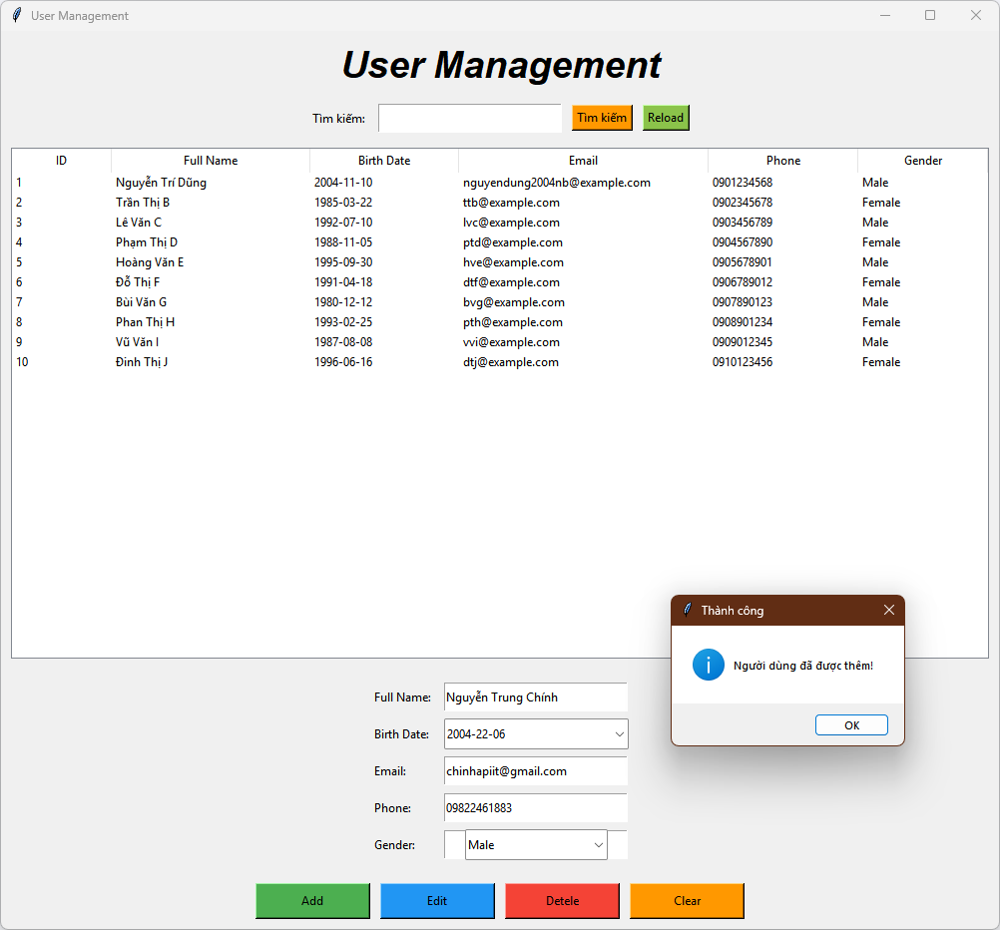 User Management
User Management
Tìm kiếm: Tìm kiếm Reload
ID Full Name Birth Date Email Phone Gender
1 Nguyễn Trí Dũng 2004-11-10 nguyendung2004nb@example.com 0901234568 Male
2 Trần Thị B 1985-03-22 ttb@example.com 0902345678 Female
3 Lê Văn C 1992-07-10 lvc@example.com 0903456789 Male
4 Phạm Thị D 1988-11-05 ptd@example.com 0904567890 Female
5 Hoàng Văn E 1995-09-30 hve@example.com 0905678901 Male
6 Đỗ Thị F 1991-04-18 dtf@example.com 0906789012 Female
7 Bùi Văn G 1980-12-12 bvg@example.com 0907890123 Male
8 Phan Thị H 1993-02-25 pth@example.com 0908901234 Female
9 Vũ Văn I 1987-08-08 vvi@example.com 0909012345 Male
10 Đinh Thị J 1996-06-16 dtj@example.com 0910123456 Female
Thành công
Người dùng đã được thêm!
OK
Full Name: Nguyễn Trung Chính
Birth Date: 2004-22-06
Email: chinhapiit@gmail.com
Phone: 09822461883
Gender: Male
Add Edit Detele Clear